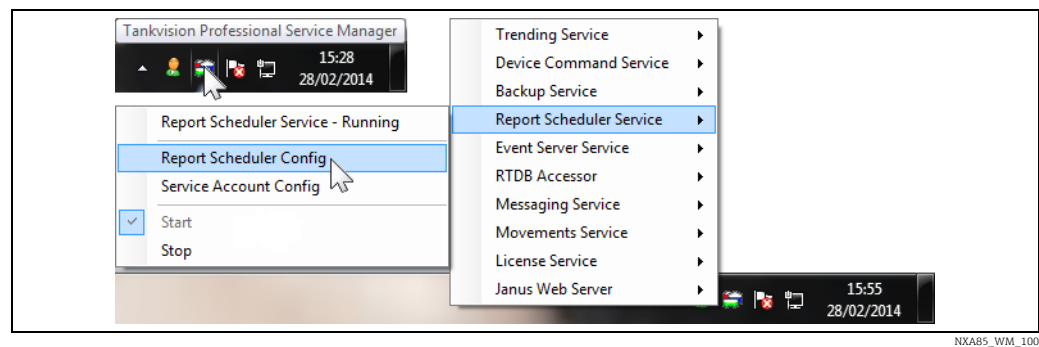 Tankvision Professional Service Manager
15:28
28/02/2014
Report Scheduler Service - Running
Report Scheduler Config
Service Account Config
Start
Stop
Trending Service
Device Command Service
Backup Service
Report Scheduler Service
Event Server Service
RTDB Accessor
Messaging Service
Movements Service
License Service
Janus Web Server
15:55
28/02/2014
NXA85_WM_100